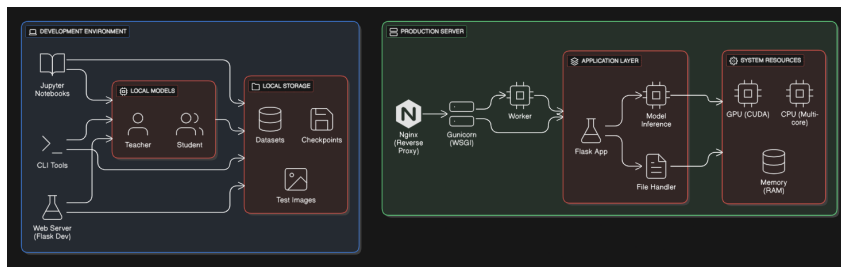 DEVELOPMENT ENVIRONMENT
Jupyter
Notebooks
CLI Tools
Web Server
(Flask Dev)
LOCAL MODELS
Teacher
Student
LOCAL STORAGE
Datasets
Checkpoints
Test Images
PRODUCTION SERVER
N
Nginx
(Reverse
Proxy)
Gunicorn
(WSGI)
Worker
APPLICATION LAYER
Flask App
Model
Inference
File Handler
SYSTEM RESOURCES
GPU (CUDA)
CPU (Multi-
core)
Memory
(RAM)